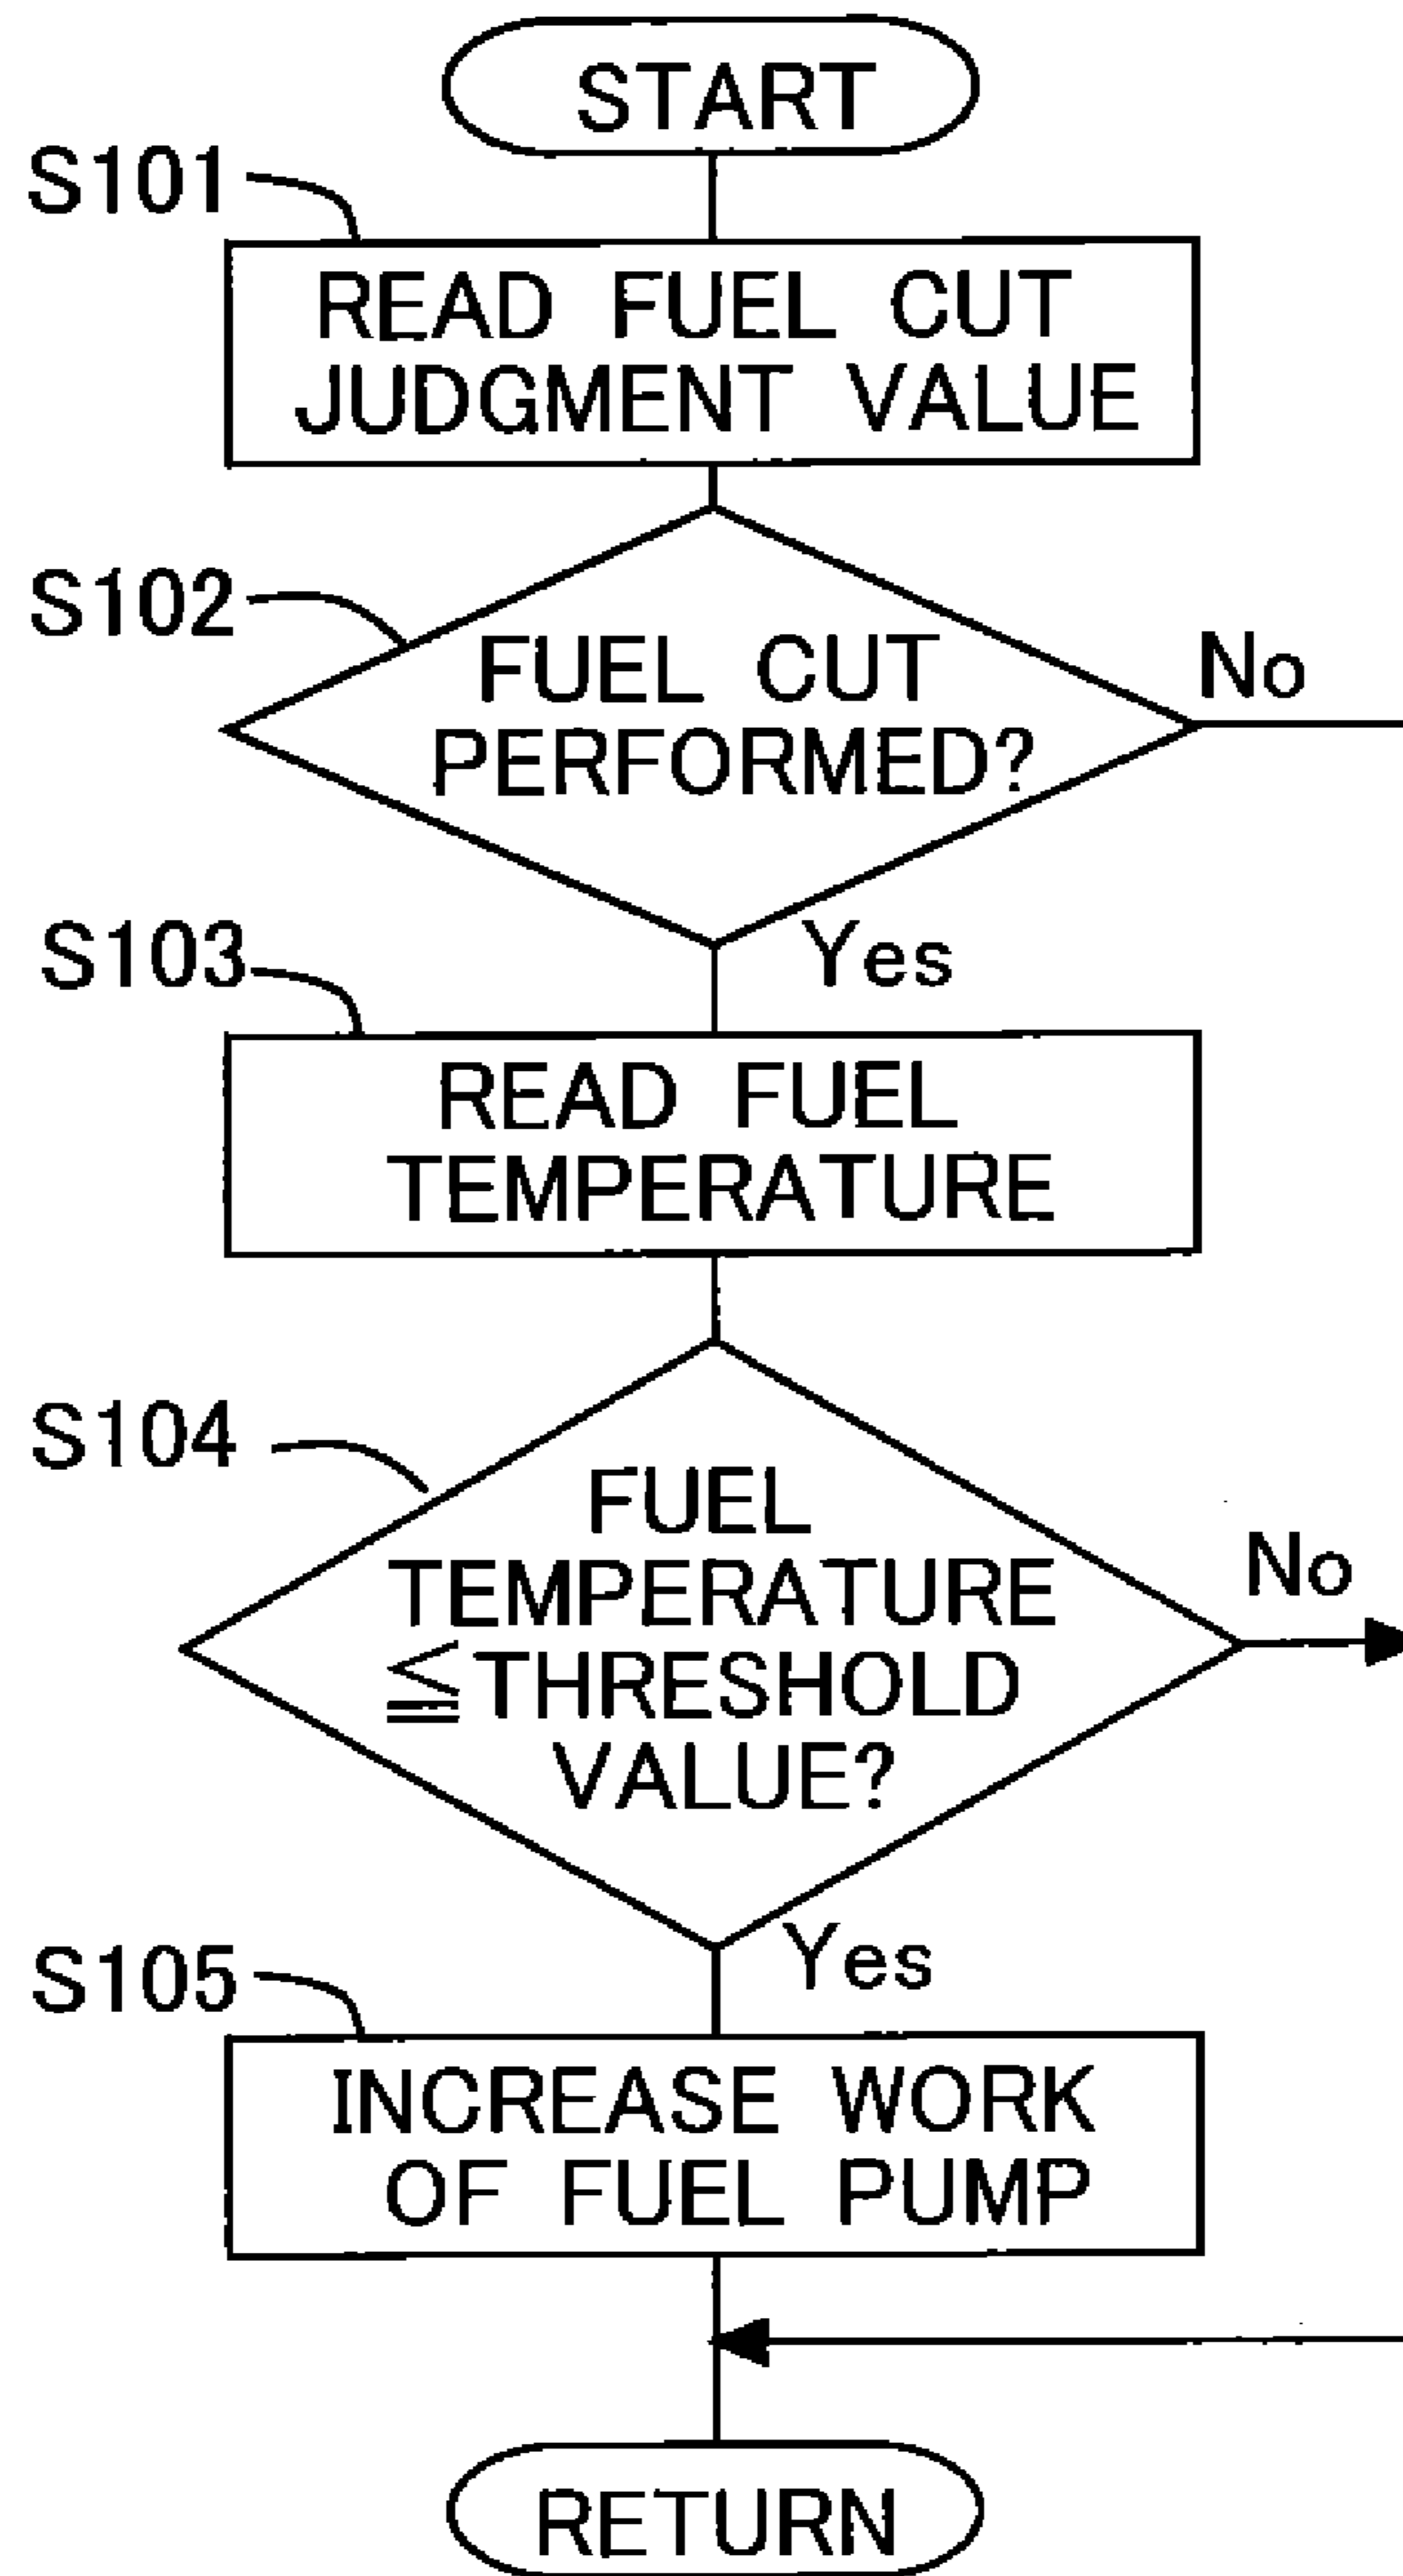 START
S101
READ FUEL CUT
JUDGMENT VALUE
S102
FUEL CUT
PERFORMED?
No
Yes
S103
READ FUEL
TEMPERATURE
S104
FUEL
TEMPERATURE
≦THRESHOLD
VALUE?
No
Yes
S105
INCREASE WORK
OF FUEL PUMP
RETURN